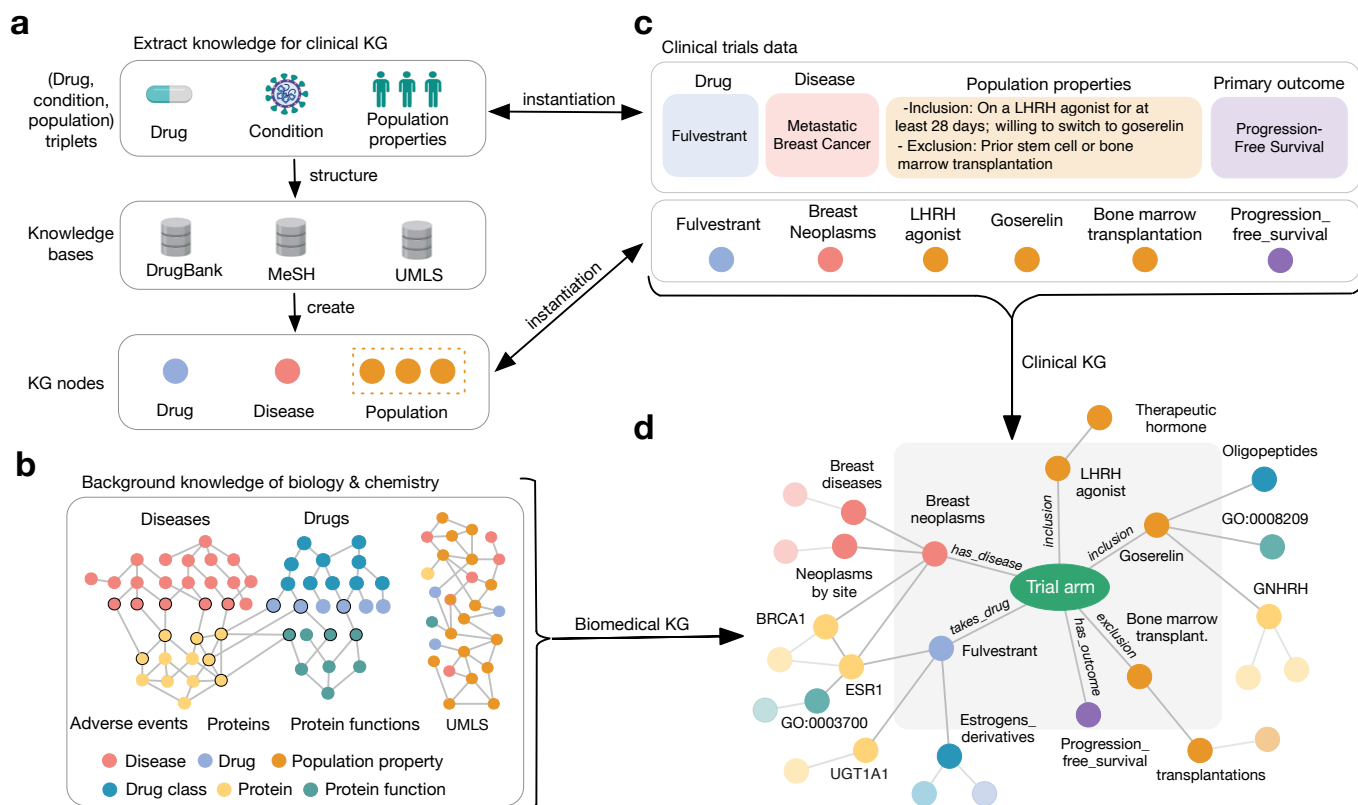 a
Extract knowledge for clinical KG
(Drug,
condition,
population)
triplets
Drug
Condition
Population
properties
instantiation
structure
Knowledge
bases
DrugBank
MeSH
UMLS
create
instantiation
KG nodes
Drug
Disease
Population
b
Background knowledge of biology & chemistry
Diseases
Drugs
Adverse events
Proteins
Protein functions
UMLS
Disease
Drug
Population property
Drug class
Protein
Protein function
Biomedical KG
c
Clinical trials data
Drug
Disease
Population properties
Primary outcome
Fulvestrant
Metastatic
Breast Cancer
-Inclusion: On a LHRH agonist for at
least 28 days; willing to switch to goserelin
- Exclusion: Prior stem cell or bone
marrow transplantation
Progression-
Free Survival
Fulvestrant
Breast
Neoplasms
LHRH
agonist
Goserelin
Bone marrow
transplantation
Progression_
free_survival
Clinical KG
d
Therapeutic
hormone
LHRH
agonist
Oligopeptides
Breast
diseases
Breast
neoplasms
inclusion
inclusion
Goserelin
GO:0008209
has_disease
Neoplasms
by site
Trial arm
GNHRH
BRCA1
takes_drug
Fulvestrant
exclusion
Bone marrow
transplant.
has_outcome
ESR1
GO:0003700
Estrogens_
derivatives
Progression_
free_survival
UGT1A1
transplantations